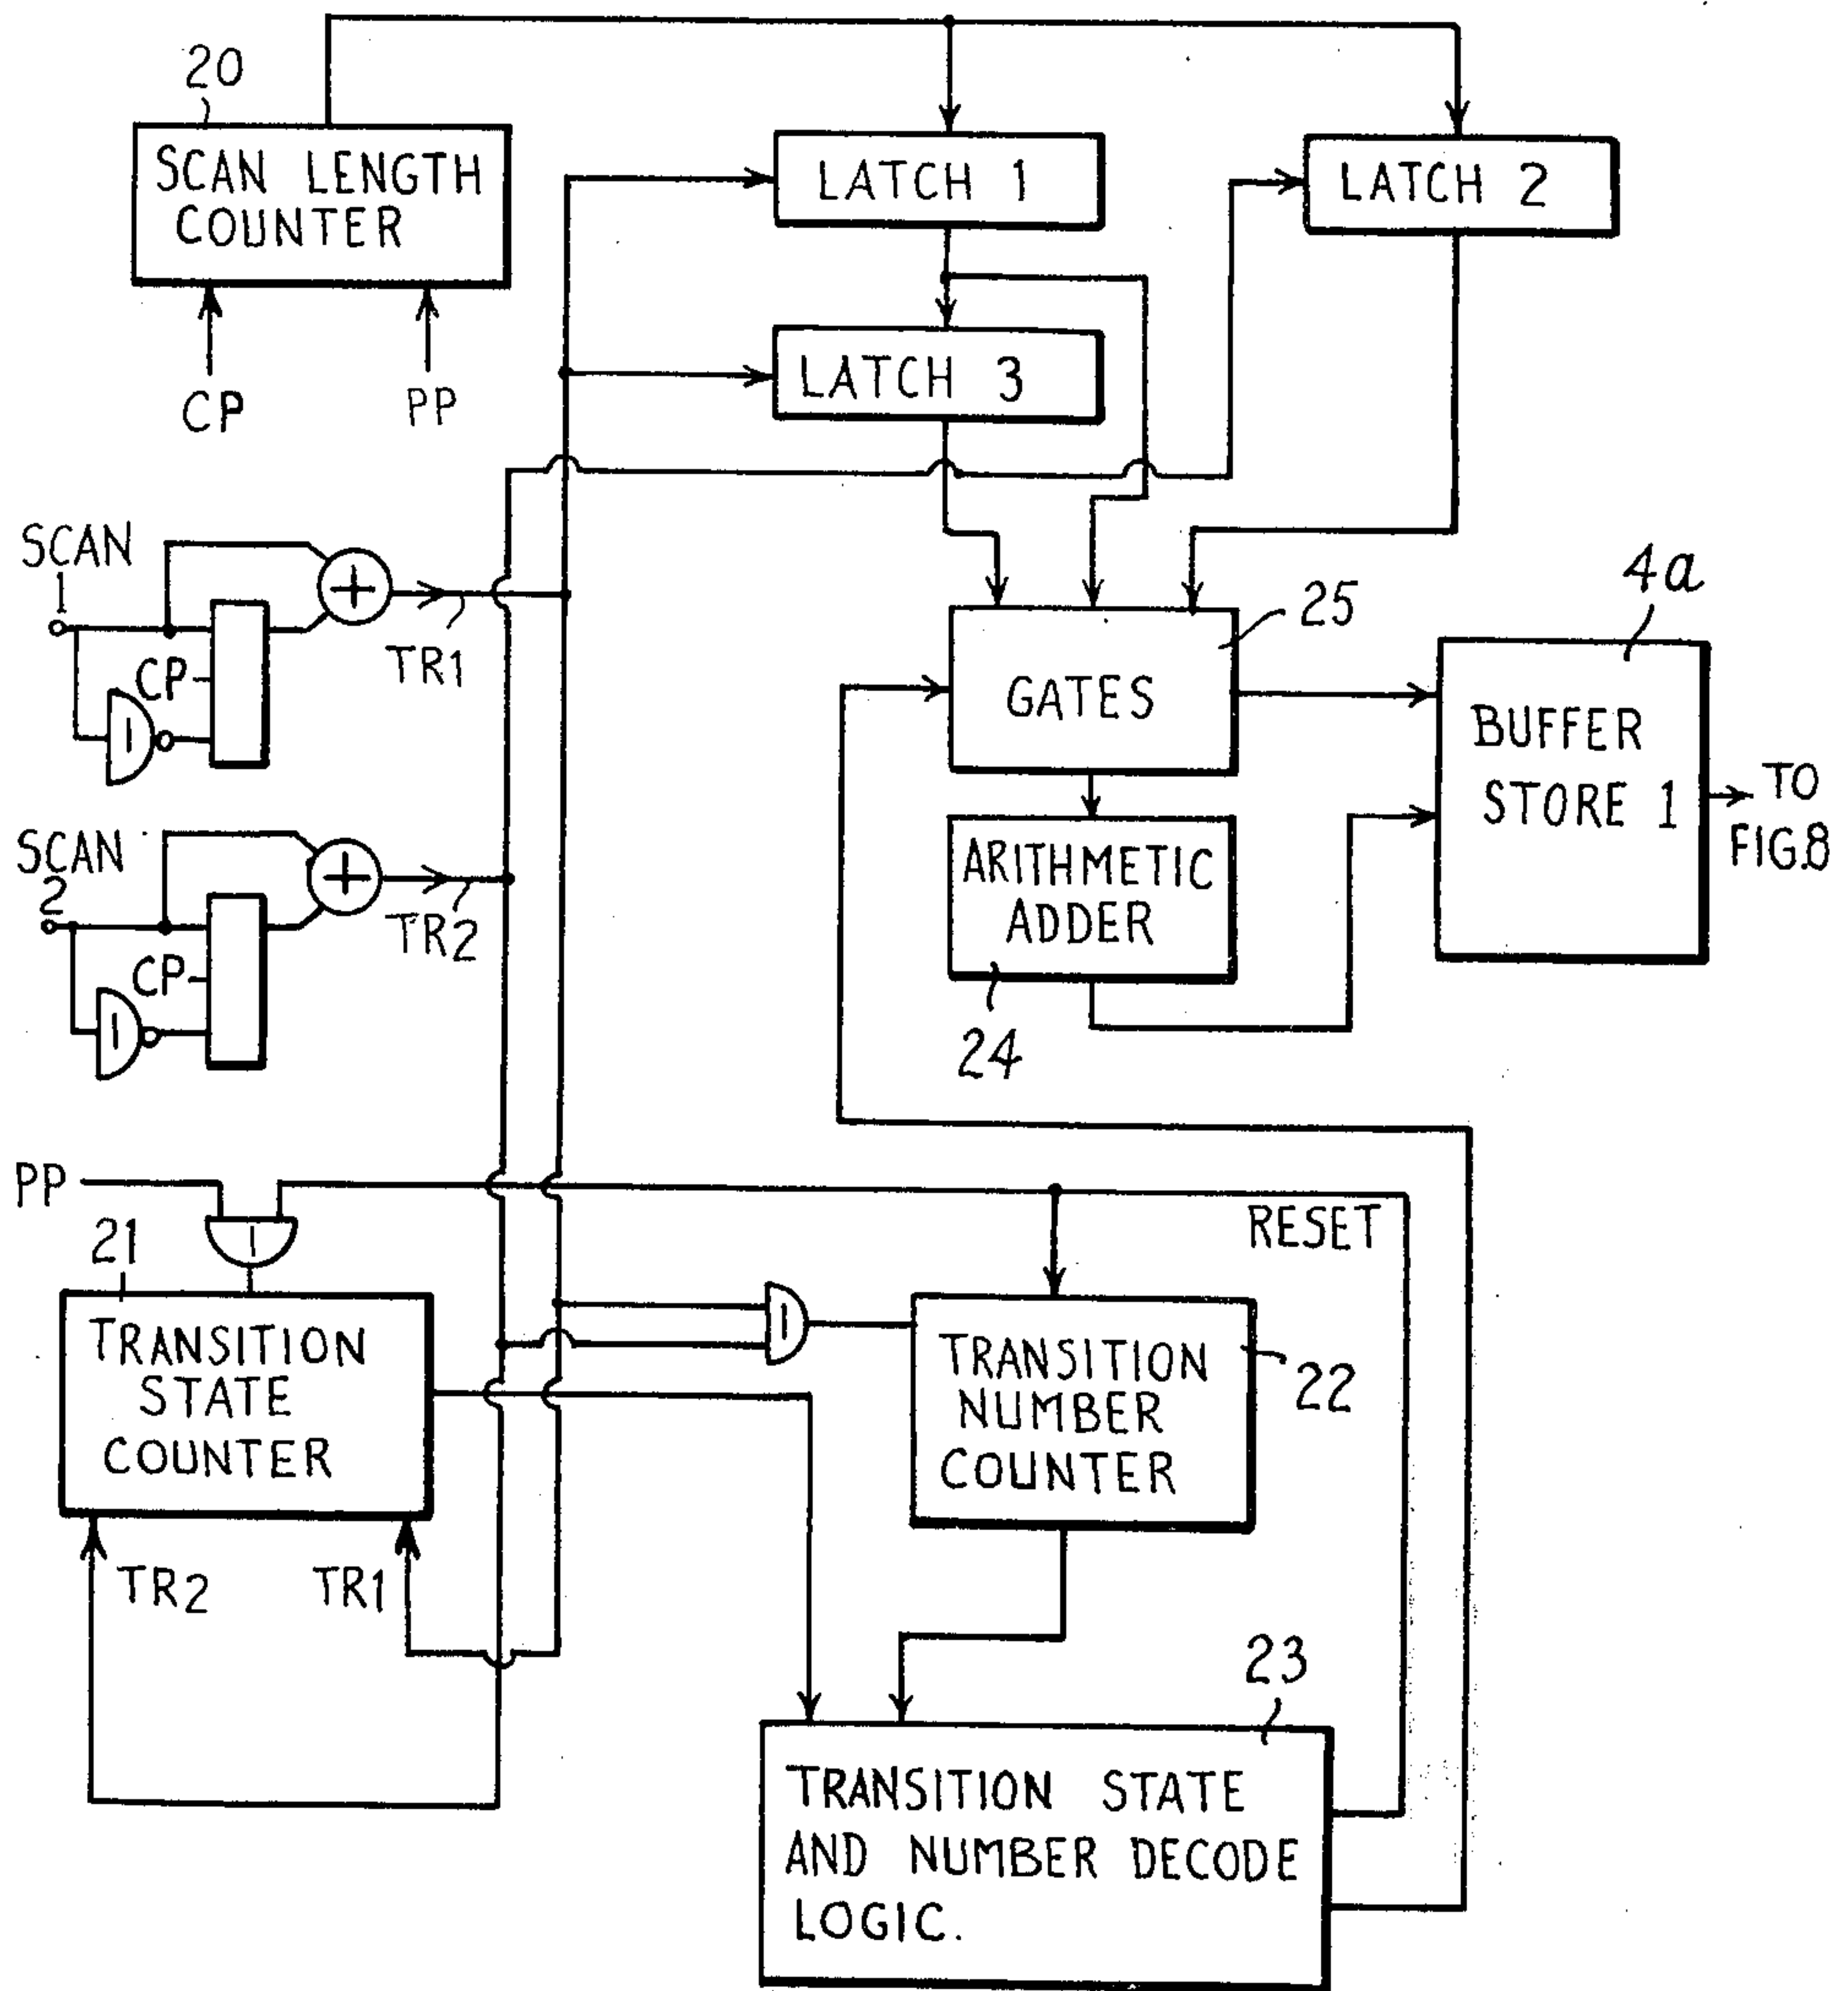 20
SCAN LENGTH
COUNTER
CP
PP
LATCH 1
LATCH 2
LATCH 3
SCAN
1
CP
TR1
SCAN
2
CP
TR2
25
GATES
4a
BUFFER
STORE 1
TO
FIG.8
ARITHMETIC
ADDER
24
PP
RESET
21
TRANSITION
STATE
COUNTER
TR2
TR1
TRANSITION
NUMBER
COUNTER
22
23
TRANSITION STATE
AND NUMBER DECODE
LOGIC.